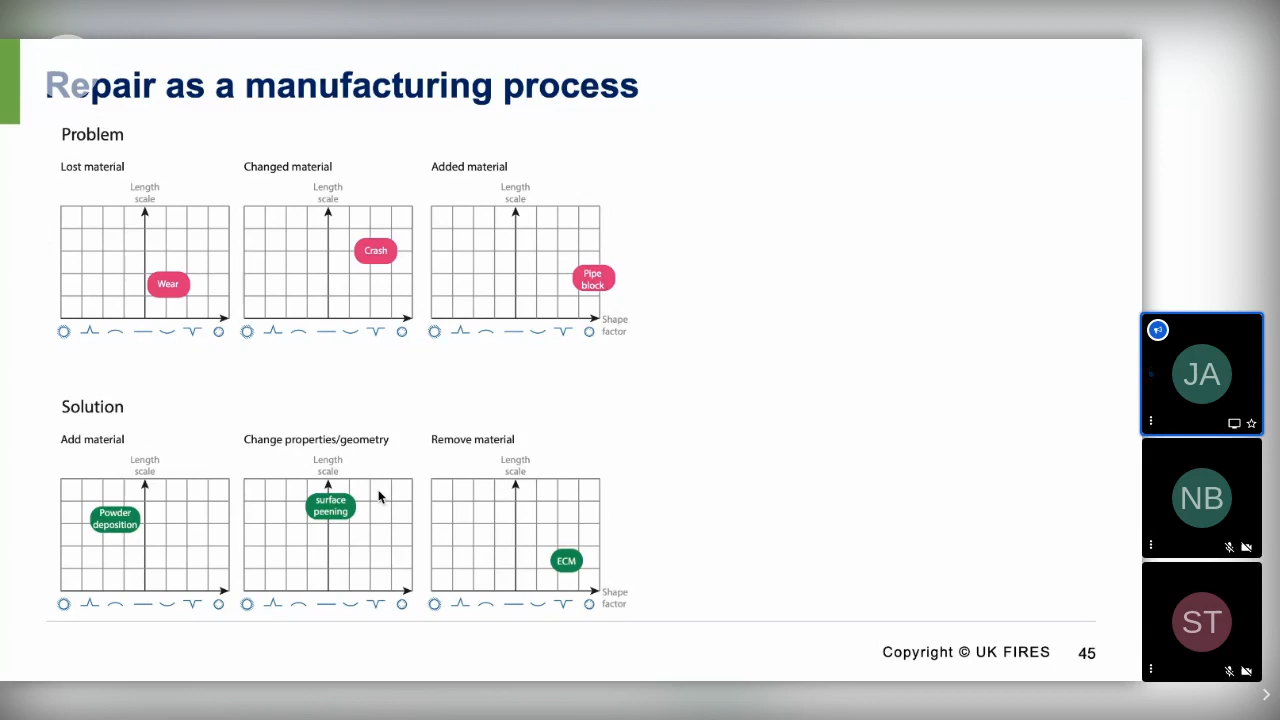 Repair as a manufacturing process
Problem
Lost material
Changed material
Added material
Length
scale
Length
scale
Length
scale
Wear
Crash
Pipe
block
Shape
factor
Solution
Add material
Change properties/geometry
Remove material
Length
scale
Length
scale
Length
scale
Powder
deposition
surface
peening
ECM
Shape
factor
Copyright © UK FIRES
45
JA
NB
ST